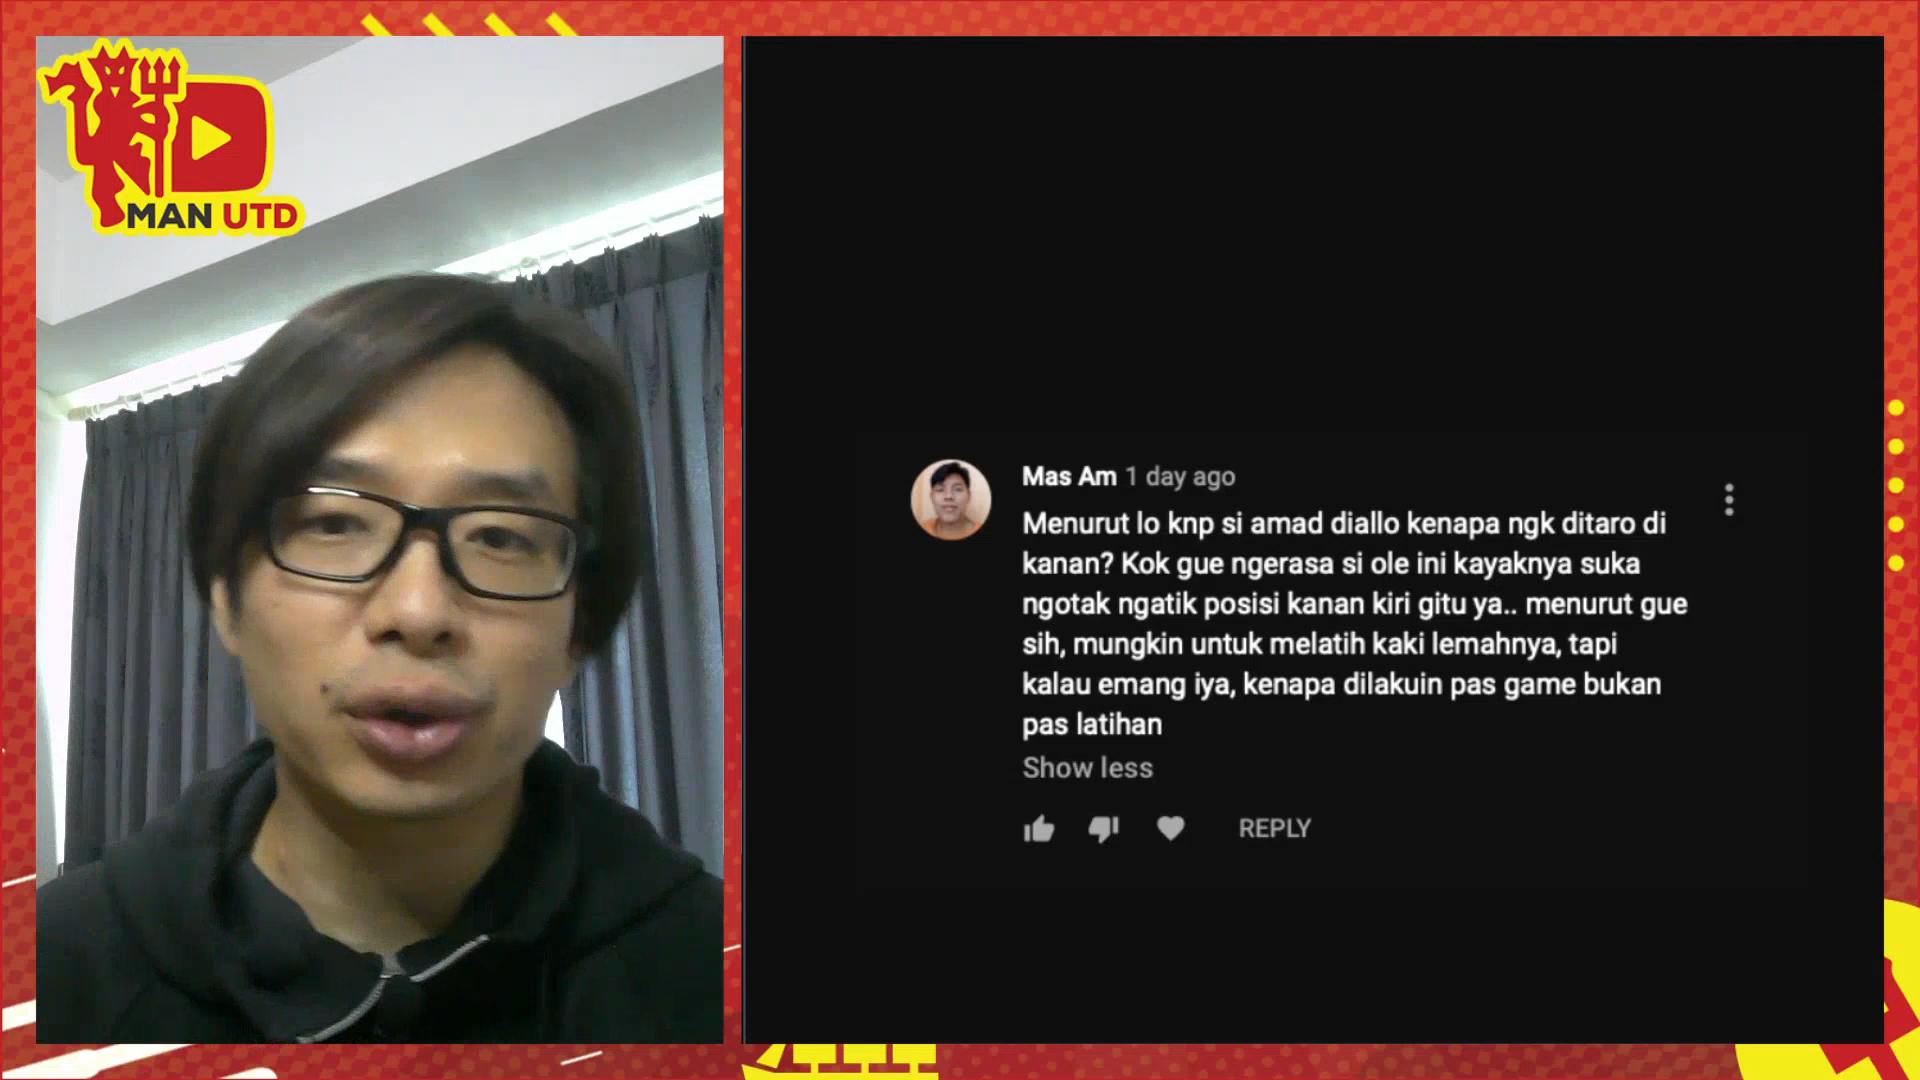 MAN UTD
Mas Am 1 day ago
Menurut lo knp si amad diallo kenapa ngk ditaro di
kanan? Kok gue ngerasa si ole ini kayaknya suka
ngotak ngatik posisi kanan kiri gitu ya.. menurut gue
sih, mungkin untuk melatih kaki lemahnya, tapi
kalau emang iya, kenapa dilakuin pas game bukan
pas latihan
Show less
REPLY